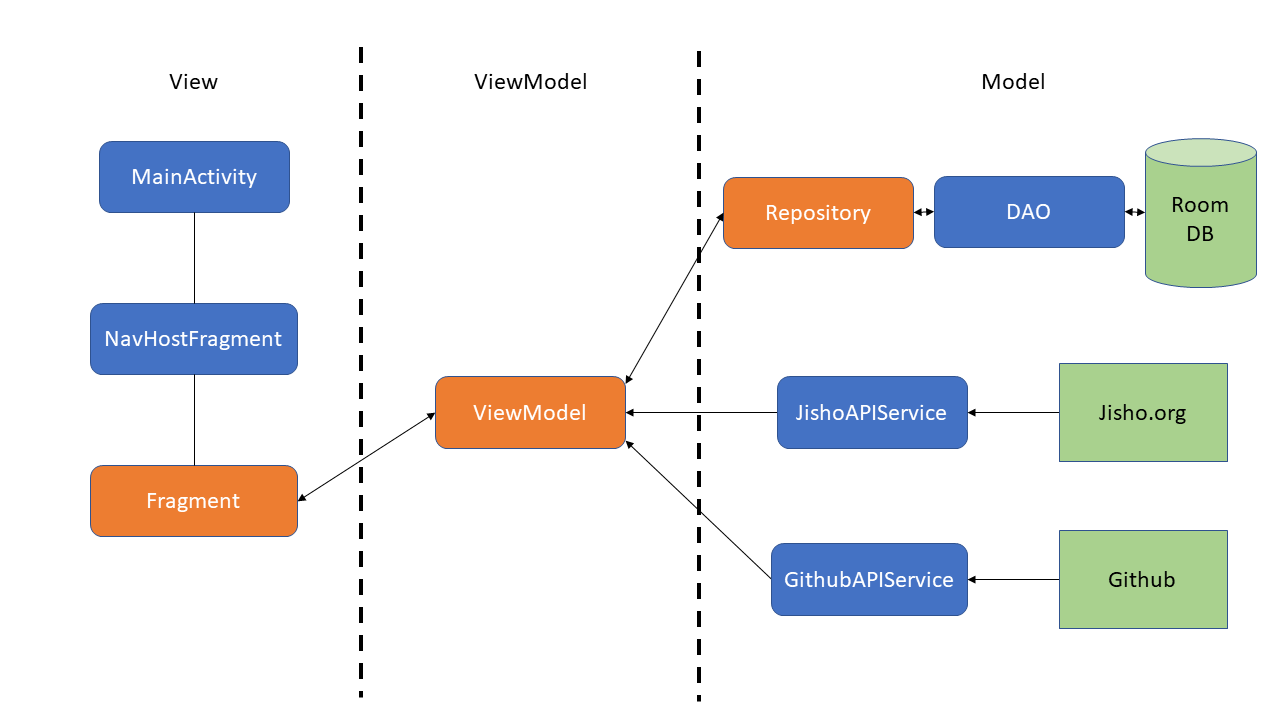 View
ViewModel
Model
MainActivity
NavHostFragment
Fragment
ViewModel
Repository
DAO
Room
DB
JishoAPIService
Jisho.org
GithubAPIService
Github